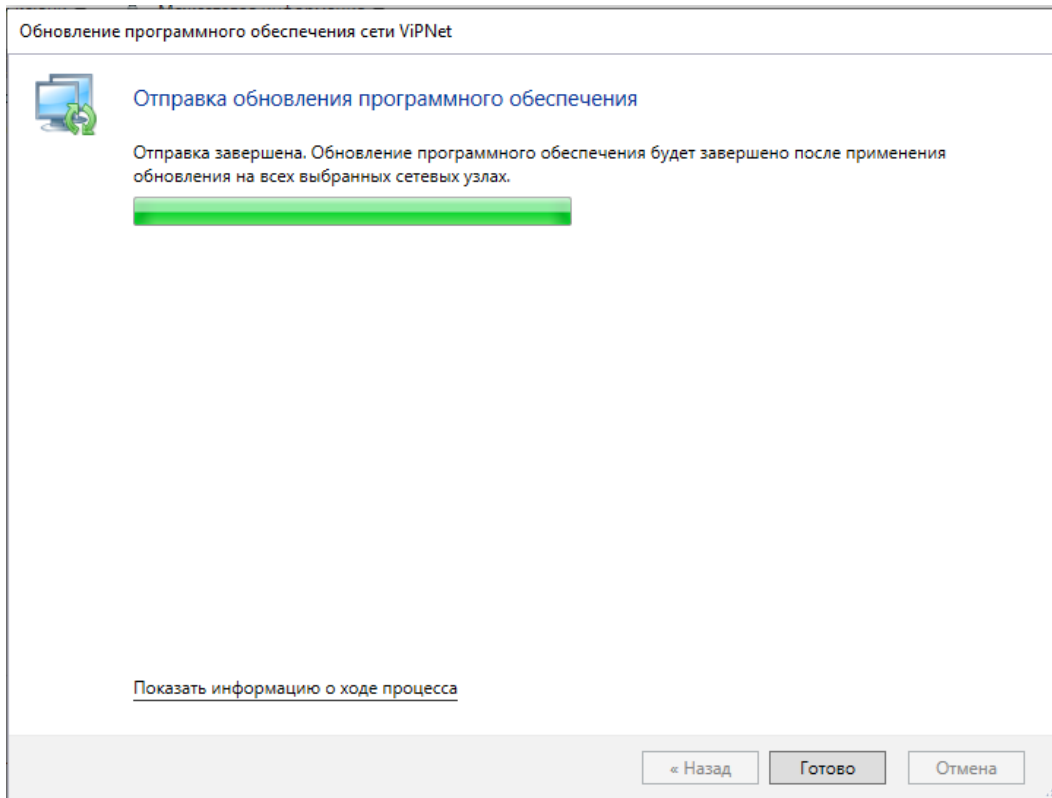 Обновление программного обеспечения сети ViPNet
Отправка обновления программного обеспечения
Отправка завершена. Обновление программного обеспечения будет завершено после применения
обновления на всех выбранных сетевых узлах.
Показать информацию о ходе процесса
« Назад
Готово
Отмена